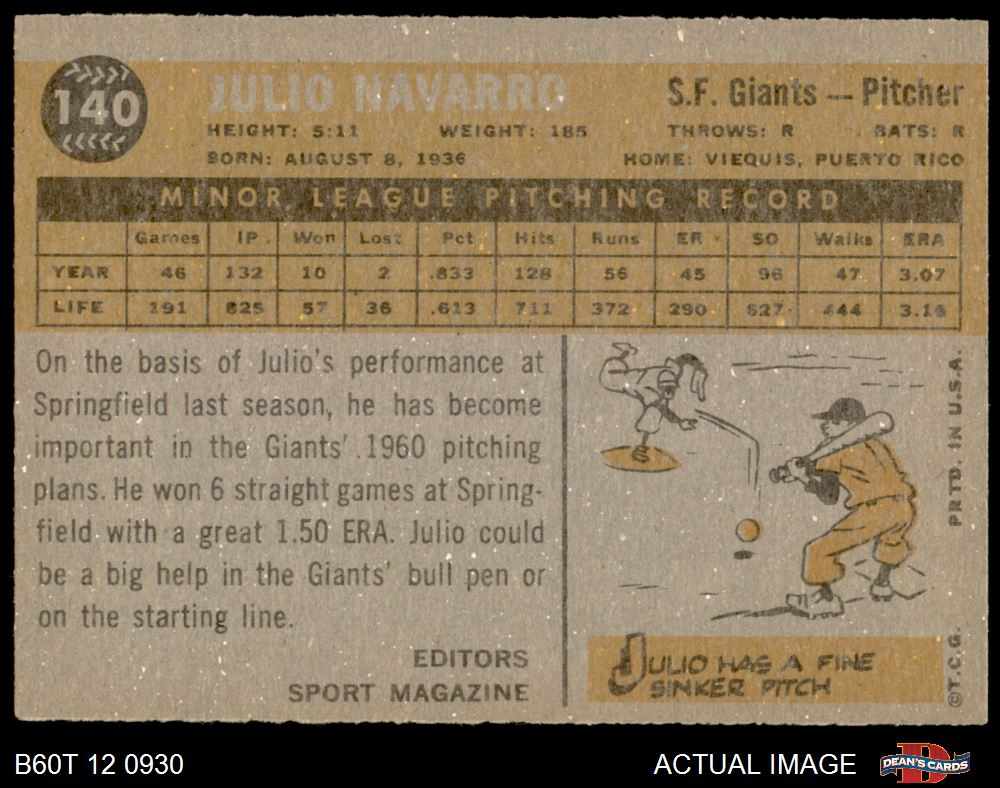 140
JULIO NAVARRO
S.F. Giants — Pitcher
HEIGHT: 5:11 WEIGHT: 185 THROWS: R BATS: R
BORN: AUGUST 8, 1936 HOME: VIEQUIS, PUERTO RICO
MINOR LEAGUE PITCHING RECORD
Games IP. Won Lost Pct Hits Runs ER SO Walks ERA
YEAR 46 132 10 2 .833 128 56 45 96 47 3.07
LIFE 191 825 57 36 .613 711 372 290 627 444 3.16
On the basis of Julio's performance at
Springfield last season, he has become
important in the Giants' 1960 pitching
plans. He won 6 straight games at Spring-
field with a great 1.50 ERA. Julio could
be a big help in the Giants' bull pen or
on the starting line.
EDITORS
SPORT MAGAZINE
JULIO HAS A FINE
SINKER PITCH
©T.C.G. PRTD. IN U.S.A.
B60T 12 0930
ACTUAL IMAGE
D
DEAN'S CARDS